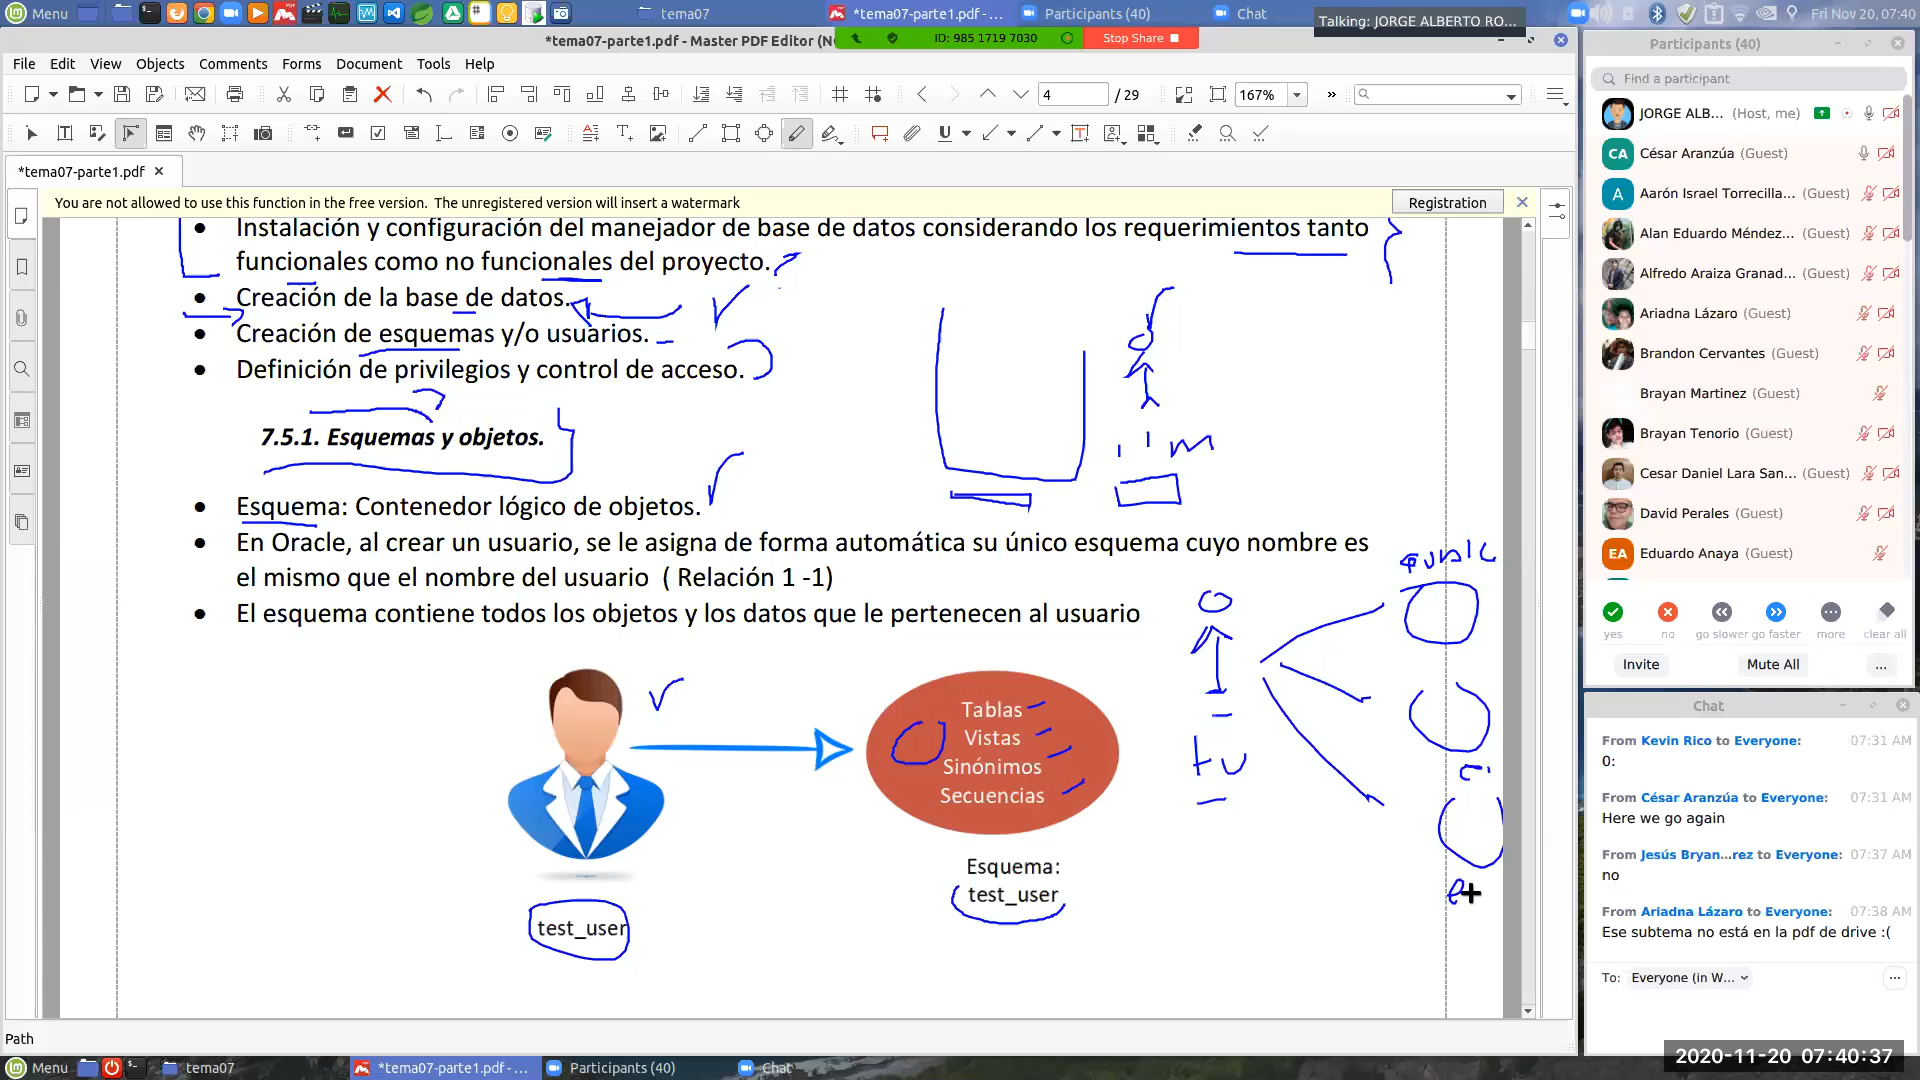 Menu
tema07
*tema07-parte1.pdf - ...
Participants (40)
Chat
Talking: JORGE ALBERTO RO...
Fri Nov 20, 07:40
*tema07-parte1.pdf - Master PDF Editor (No
ID: 985 1719 7030
Stop Share
File Edit View Objects Comments Forms Document Tools Help
4 / 29
167%
*tema07-parte1.pdf
You are not allowed to use this function in the free version. The unregistered version will insert a watermark
Registration
• Instalación y configuración del manejador de base de datos considerando los requerimientos tanto
funcionales como no funcionales del proyecto.
• Creación de la base de datos.
• Creación de esquemas y/o usuarios.
• Definición de privilegios y control de acceso.
7.5.1. Esquemas y objetos.
• Esquema: Contenedor lógico de objetos.
• En Oracle, al crear un usuario, se le asigna de forma automática su único esquema cuyo nombre es
el mismo que el nombre del usuario ( Relación 1 -1)
• El esquema contiene todos los objetos y los datos que le pertenecen al usuario
Tablas
Vistas
Sinónimos
Secuencias
tu
Esquema:
test_user
test_user
Path
Participants (40)
Find a participant
JORGE ALB... (Host, me)
CA César Aranzúa (Guest)
A Aarón Israel Torrecilla... (Guest)
Alan Eduardo Méndez... (Guest)
Alfredo Araiza Granad... (Guest)
Ariadna Lázaro (Guest)
Brandon Cervantes (Guest)
Brayan Martinez (Guest)
Brayan Tenorio (Guest)
Cesar Daniel Lara San... (Guest)
David Perales (Guest)
EA Eduardo Anaya (Guest)
yes no go slower go faster more clear all
Invite Mute All ...
Chat
From Kevin Rico to Everyone: 07:31 AM
0:
From César Aranzúa to Everyone: 07:31 AM
Here we go again
From Jesús Bryan...rez to Everyone: 07:37 AM
no
From Ariadna Lázaro to Everyone: 07:38 AM
Ese subtema no está en la pdf de drive :(
To: Everyone (in W...
2020-11-20 07:40:37
Menu
tema07
*tema07-parte1.pdf - ...
Participants (40)
Chat